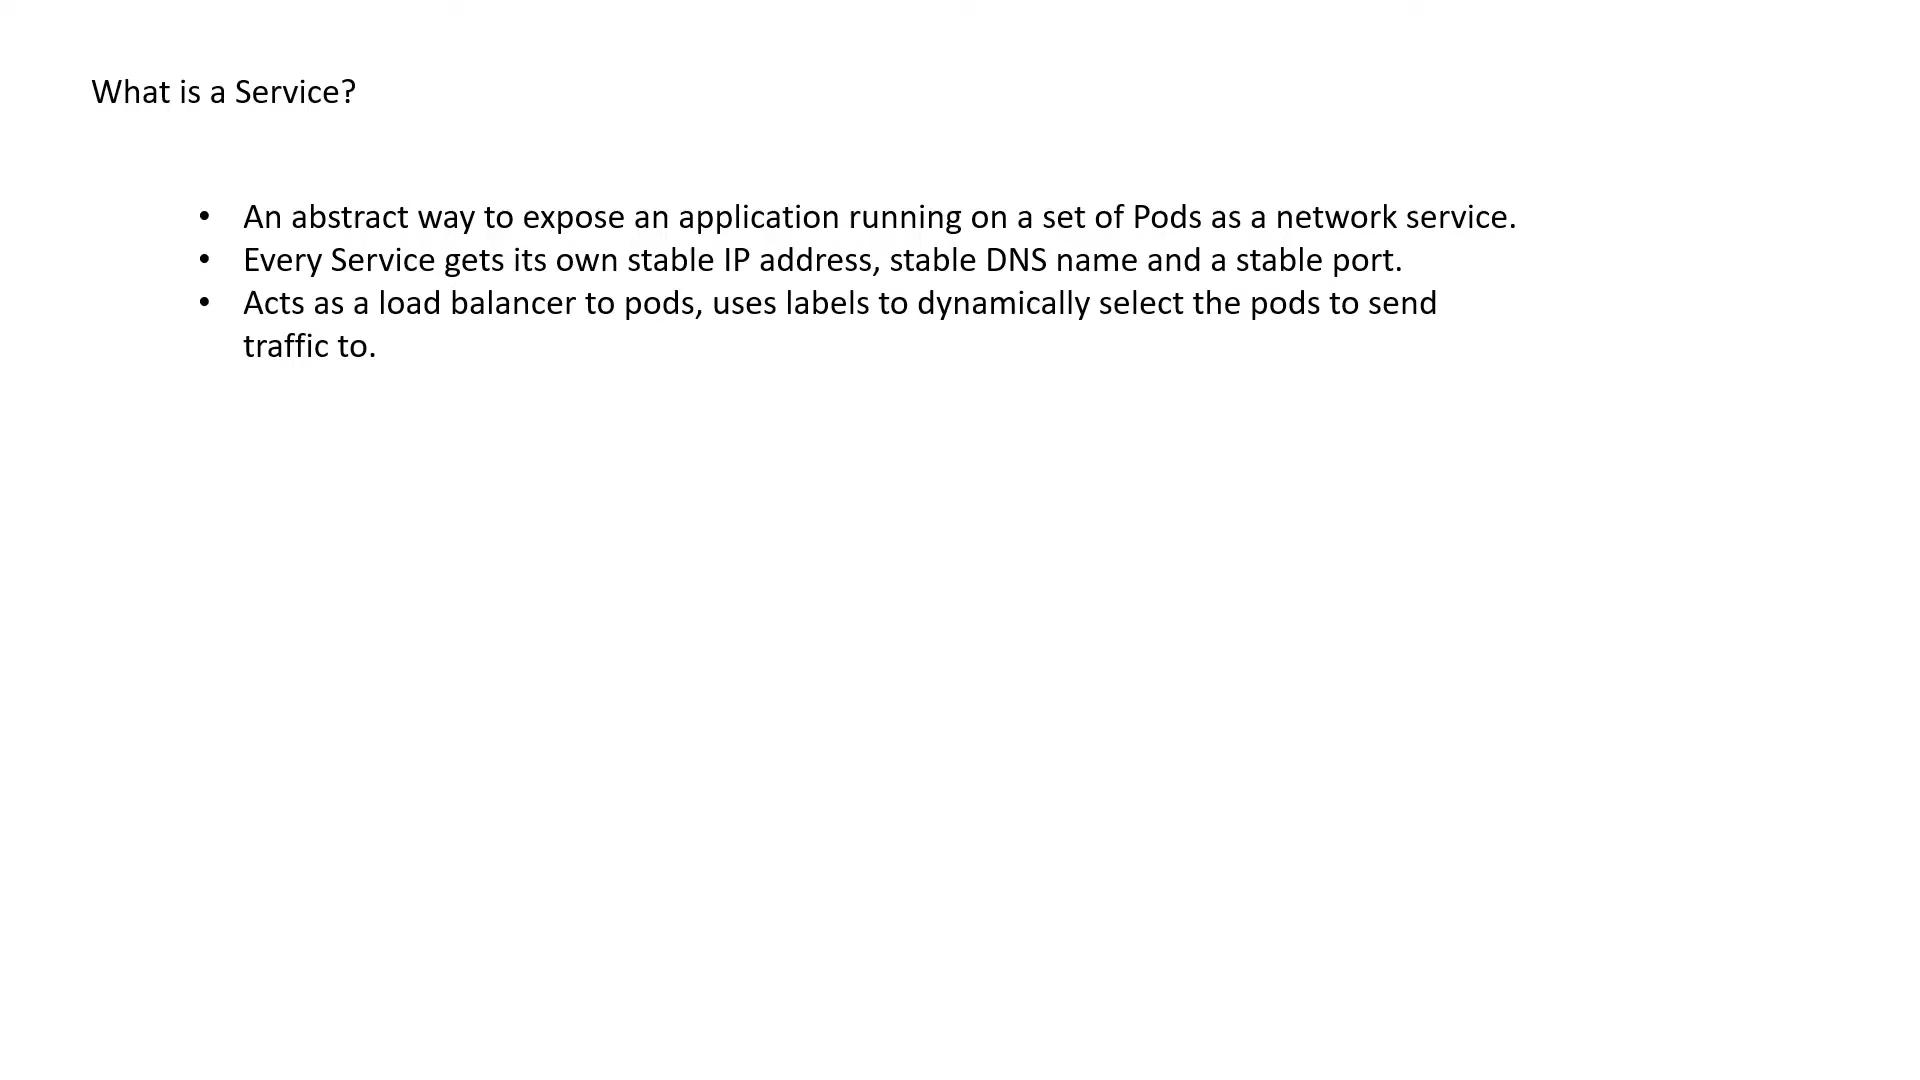 What is a Service?
• An abstract way to expose an application running on a set of Pods as a network service.
• Every Service gets its own stable IP address, stable DNS name and a stable port.
• Acts as a load balancer to pods, uses labels to dynamically select the pods to send
traffic to.